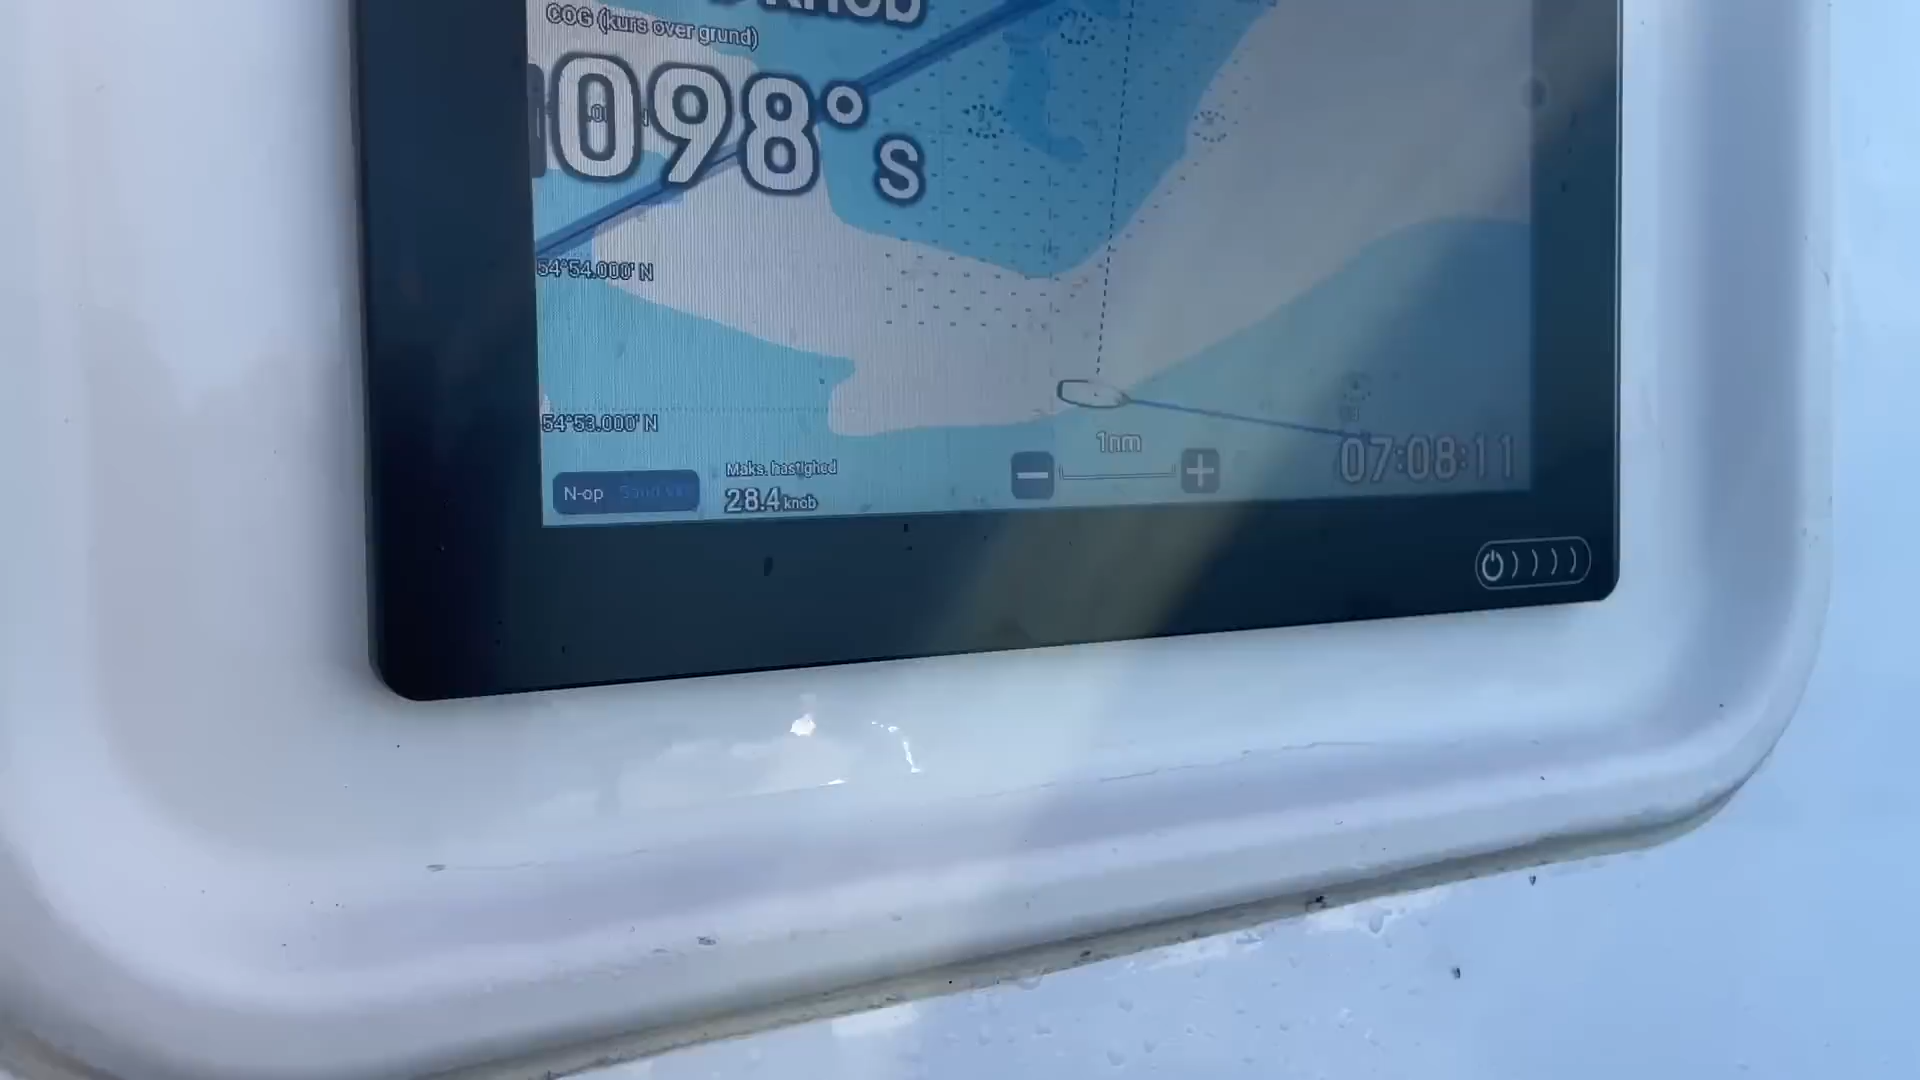 knob
COG (kurs over grund)
098° S
54°54.000' N
54°53.000' N
1nm
07:08:11
N-op
Maks. hastighed
28.4 knob